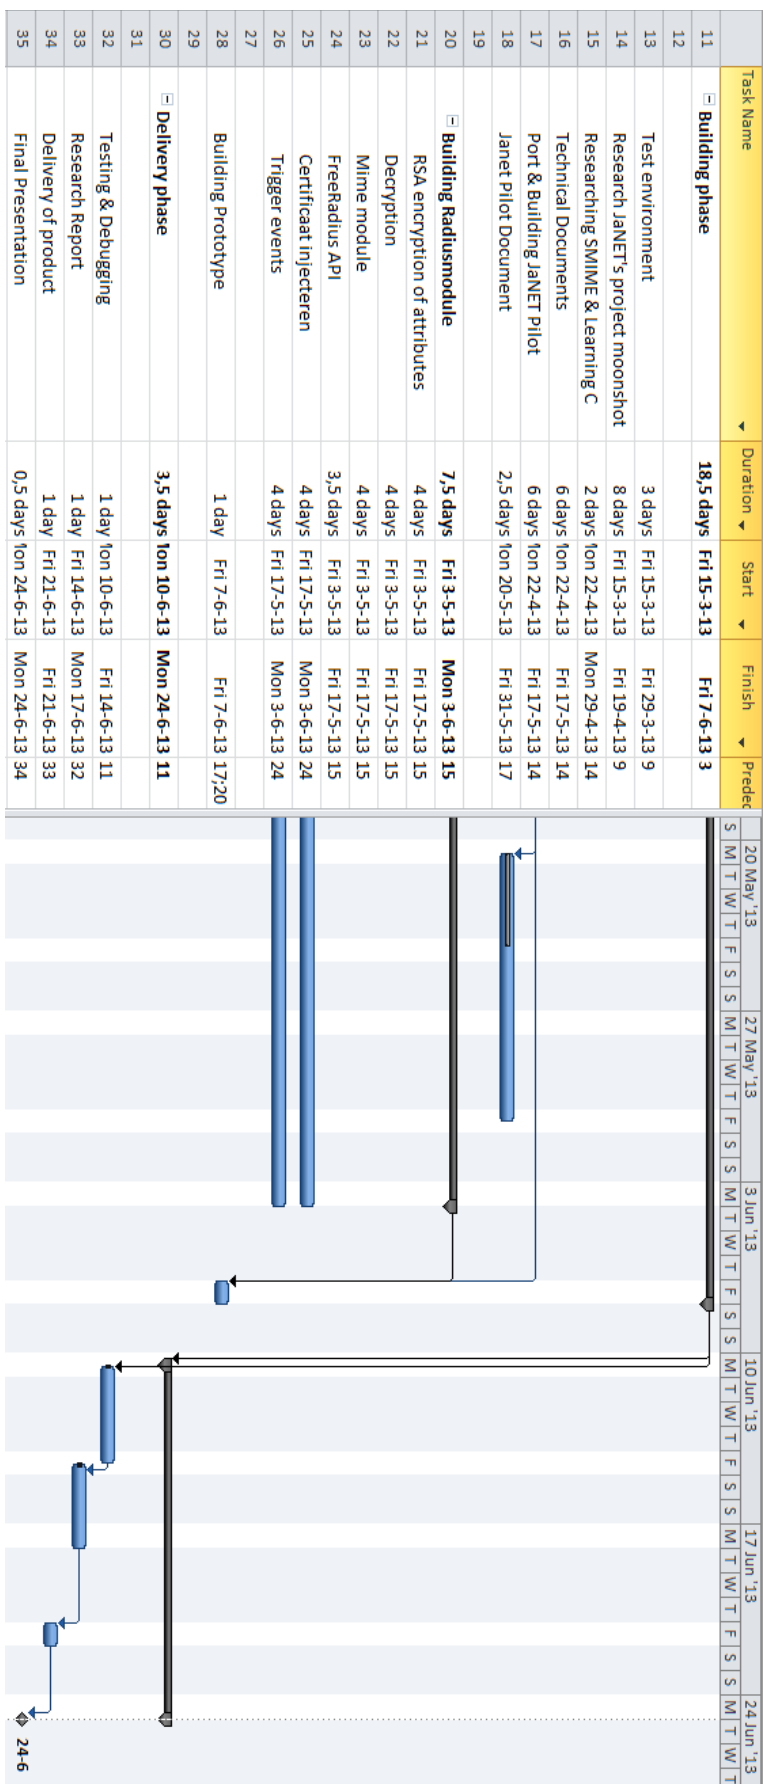 Task Name Duration Start Finish Predec
11 Building phase 18,5 days Fri 15-3-13 Fri 7-6-13 3
12
13 Test environment 3 days Fri 15-3-13 Fri 29-3-13 9
14 Research JaNET's project moonshot 8 days Fri 15-3-13 Fri 19-4-13 9
15 Researching SMIME & Learning C 2 days Mon 22-4-13 Mon 29-4-13 14
16 Technical Documents 6 days Mon 22-4-13 Fri 17-5-13 14
17 Port & Building JaNET Pilot 6 days Mon 22-4-13 Fri 17-5-13 14
18 Janet Pilot Document 2,5 days Mon 20-5-13 Fri 31-5-13 17
19
20 Building Radiusmodule 7,5 days Fri 3-5-13 Mon 3-6-13 15
21 RSA encryption of attributes 4 days Fri 3-5-13 Fri 17-5-13 15
22 Decryption 4 days Fri 3-5-13 Fri 17-5-13 15
23 Mime module 4 days Fri 3-5-13 Fri 17-5-13 15
24 FreeRadius API 3,5 days Fri 3-5-13 Fri 17-5-13 15
25 Certificaat injecteren 4 days Fri 17-5-13 Mon 3-6-13 24
26 Trigger events 4 days Fri 17-5-13 Mon 3-6-13 24
27
28 Building Prototype 1 day Fri 7-6-13 Fri 7-6-13 17;20
29
30 Delivery phase 3,5 days Mon 10-6-13 Mon 24-6-13 11
31
32 Testing & Debugging 1 day Mon 10-6-13 Fri 14-6-13 11
33 Research Report 1 day Fri 14-6-13 Mon 17-6-13 32
34 Delivery of product 1 day Fri 21-6-13 Fri 21-6-13 33
35 Final Presentation 0,5 days Mon 24-6-13 Mon 24-6-13 34
20 May '13 27 May '13 3 Jun '13 10 Jun '13 17 Jun '13 24 Jun '13
S M T W T F S S M T W T F S S M T W T F S S M T W T F S S M T W T F S S M T W T
24-6